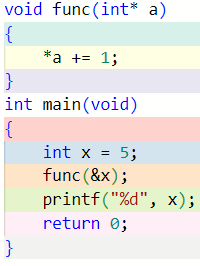 void func(int* a)
{
    *a += 1;
}
int main(void)
{
    int x = 5;
    func(&x);
    printf("%d", x);
    return 0;
}